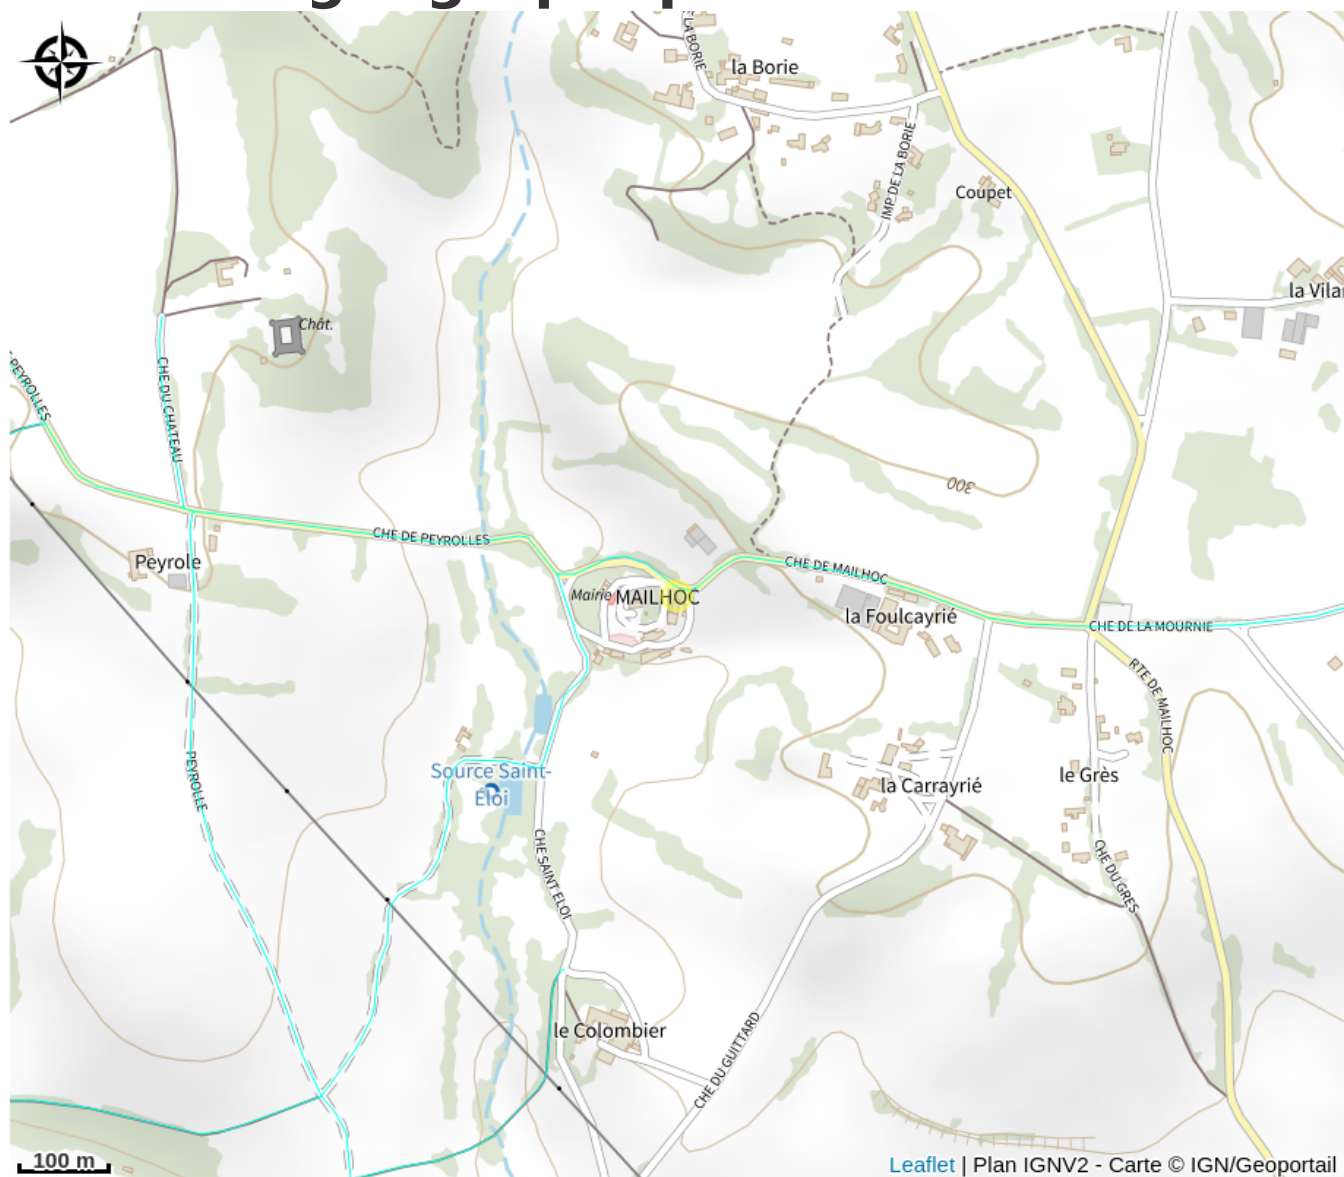 LA BORIE
la Borie
IMP DE LA BORIE
Coupet
la Vila
Chât.
PEYROLLES
CHE DU CHATEAU
300
CHE DE PEYROLLES
Peyrole
CHE DE MAILHOC
Mairie
MAILHOC
la Foulcayrié
CHE DE LA MOURNIE
RTE DE MAILHOC
PEYROLLE
Source Saint-
Éloi
la Carrayrié
le Grès
CHE SAINT ELOI
CHE DU GRES
le Colombier
CHE DU GUITTARD
100 m
Leaflet | Plan IGNV2 - Carte © IGN/Geoportail